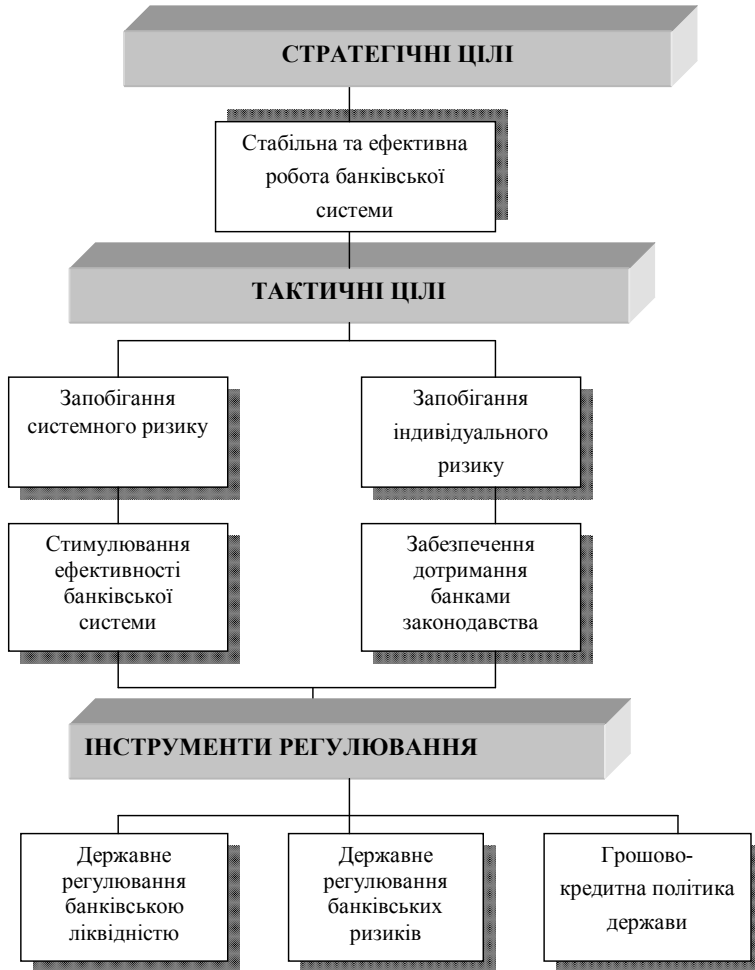 СТРАТЕГІЧНІ ЦІЛІ
Стабільна та ефективна
робота банківської
системи
ТАКТИЧНІ ЦІЛІ
Запобігання
системного ризику
Запобігання
індивідуального
ризику
Стимулювання
ефективності
банківської
системи
Забезпечення
дотримання
банками
законодавства
ІНСТРУМЕНТИ РЕГУЛЮВАННЯ
Державне
регулювання
банківською
ліквідністю
Державне
регулювання
банківських
ризиків
Грошово-
кредитна політика
держави